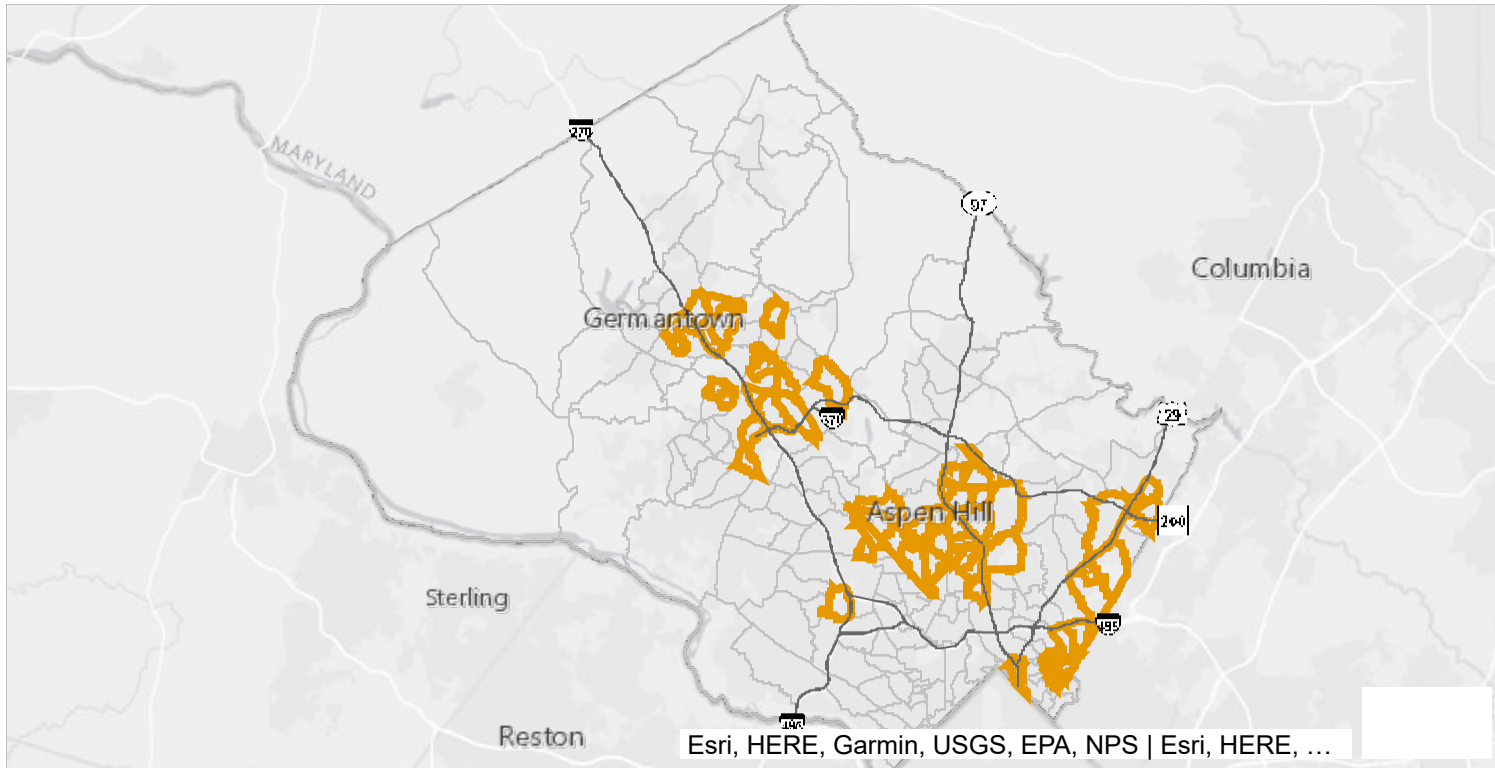 270
MARYLAND
97
Columbia
Germantown
29
370
Aspen Hill
200
Sterling
495
Reston
Esri, HERE, Garmin, USGS, EPA, NPS | Esri, HERE, …